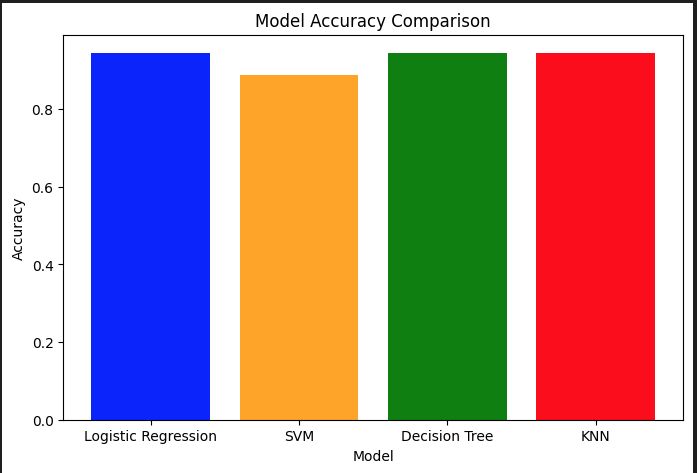 Model Accuracy Comparison
Accuracy
0.8
0.6
0.4
0.2
0.0
Logistic Regression SVM Decision Tree KNN
Model